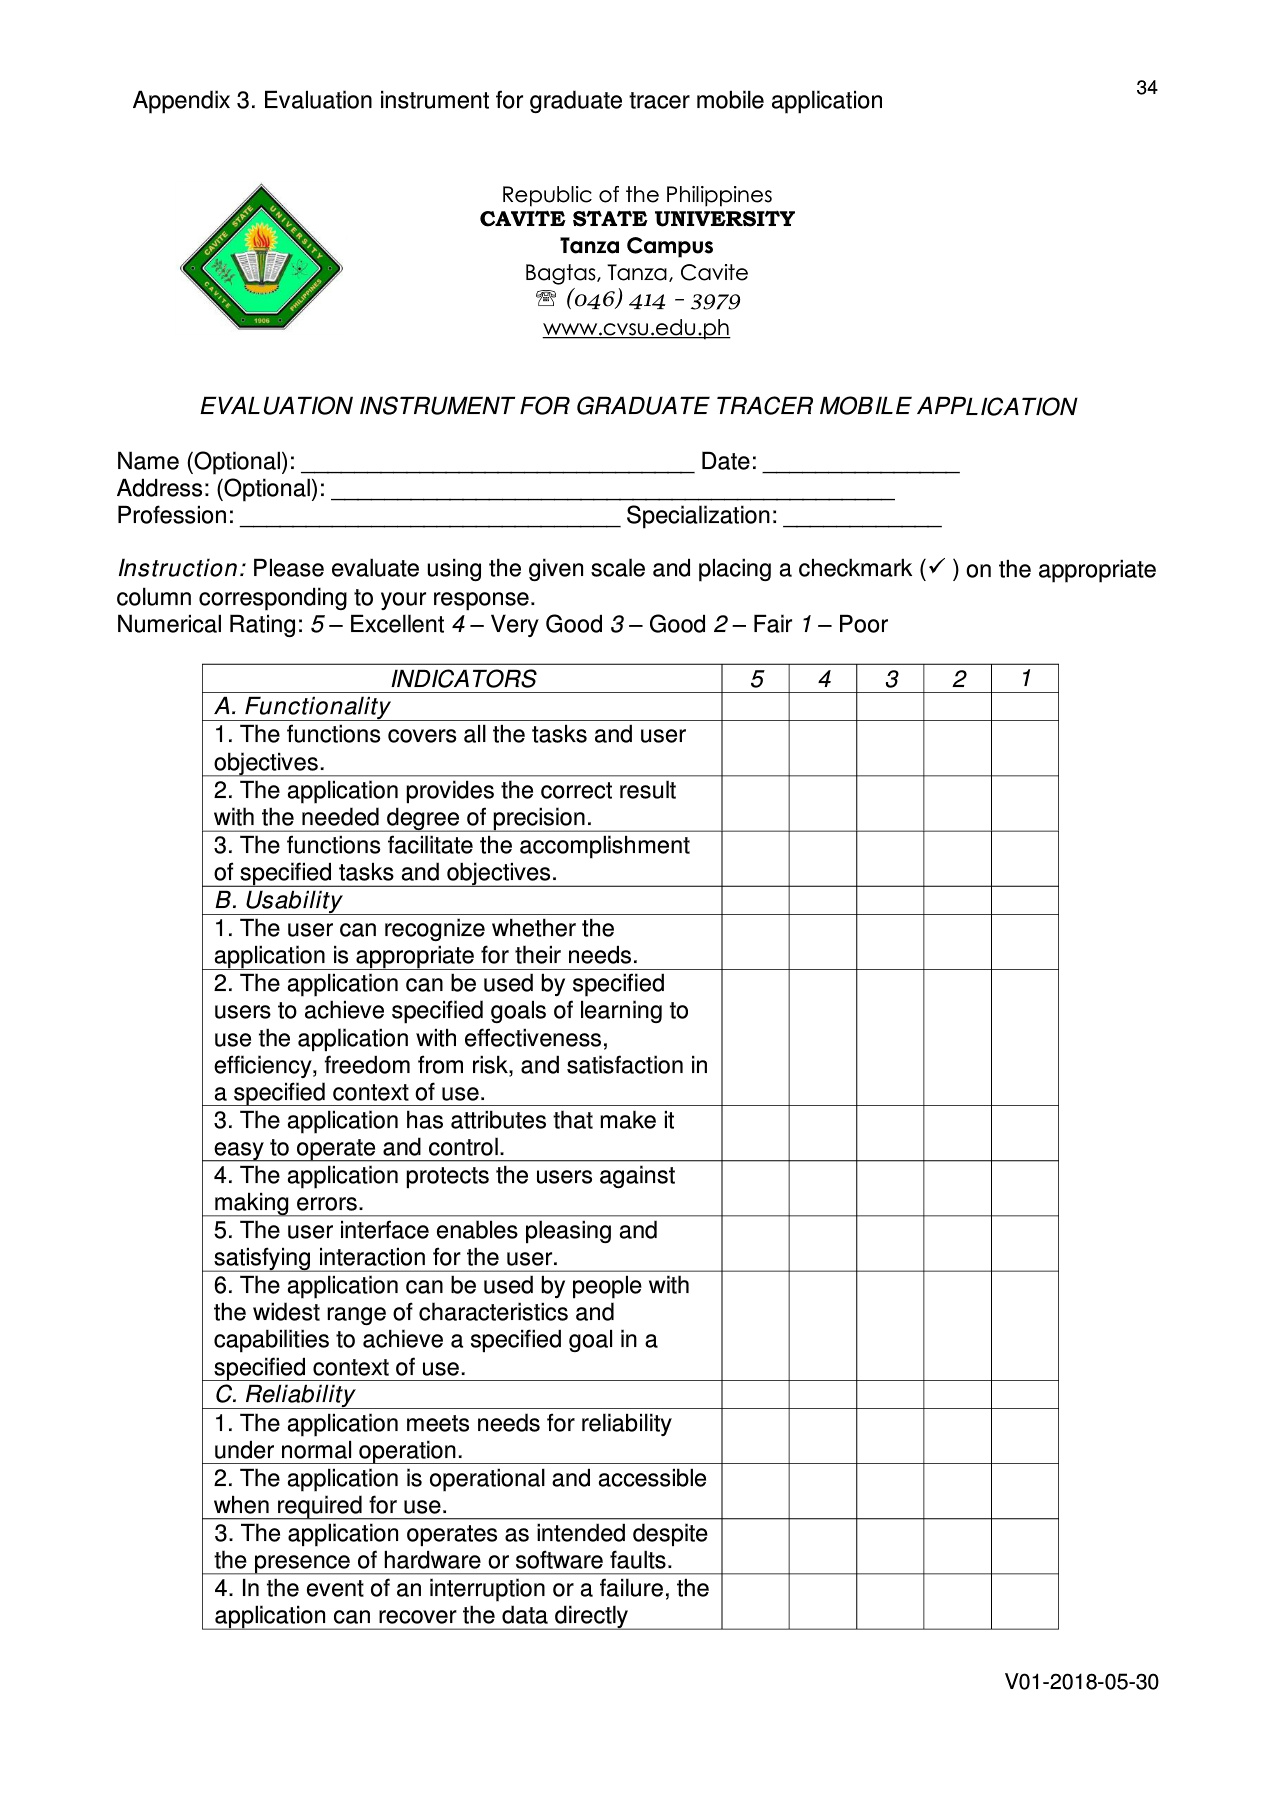 34
Appendix 3. Evaluation instrument for graduate tracer mobile application
CAVITE STATE UNIVERSITY
CAVITE PHILIPPINES
1906
Republic of the Philippines
CAVITE STATE UNIVERSITY
Tanza Campus
Bagtas, Tanza, Cavite
☏ (046) 414 – 3979
www.cvsu.edu.ph
EVALUATION INSTRUMENT FOR GRADUATE TRACER MOBILE APPLICATION
Name (Optional): ______________________________ Date: _______________
Address: (Optional): ___________________________________________
Profession: _____________________________ Specialization: ____________
Instruction: Please evaluate using the given scale and placing a checkmark (✓ ) on the appropriate
column corresponding to your response.
Numerical Rating: 5 – Excellent 4 – Very Good 3 – Good 2 – Fair 1 – Poor
INDICATORS 5 4 3 2 1
A. Functionality
1. The functions covers all the tasks and user
objectives.
2. The application provides the correct result
with the needed degree of precision.
3. The functions facilitate the accomplishment
of specified tasks and objectives.
B. Usability
1. The user can recognize whether the
application is appropriate for their needs.
2. The application can be used by specified
users to achieve specified goals of learning to
use the application with effectiveness,
efficiency, freedom from risk, and satisfaction in
a specified context of use.
3. The application has attributes that make it
easy to operate and control.
4. The application protects the users against
making errors.
5. The user interface enables pleasing and
satisfying interaction for the user.
6. The application can be used by people with
the widest range of characteristics and
capabilities to achieve a specified goal in a
specified context of use.
C. Reliability
1. The application meets needs for reliability
under normal operation.
2. The application is operational and accessible
when required for use.
3. The application operates as intended despite
the presence of hardware or software faults.
4. In the event of an interruption or a failure, the
application can recover the data directly
V01-2018-05-30